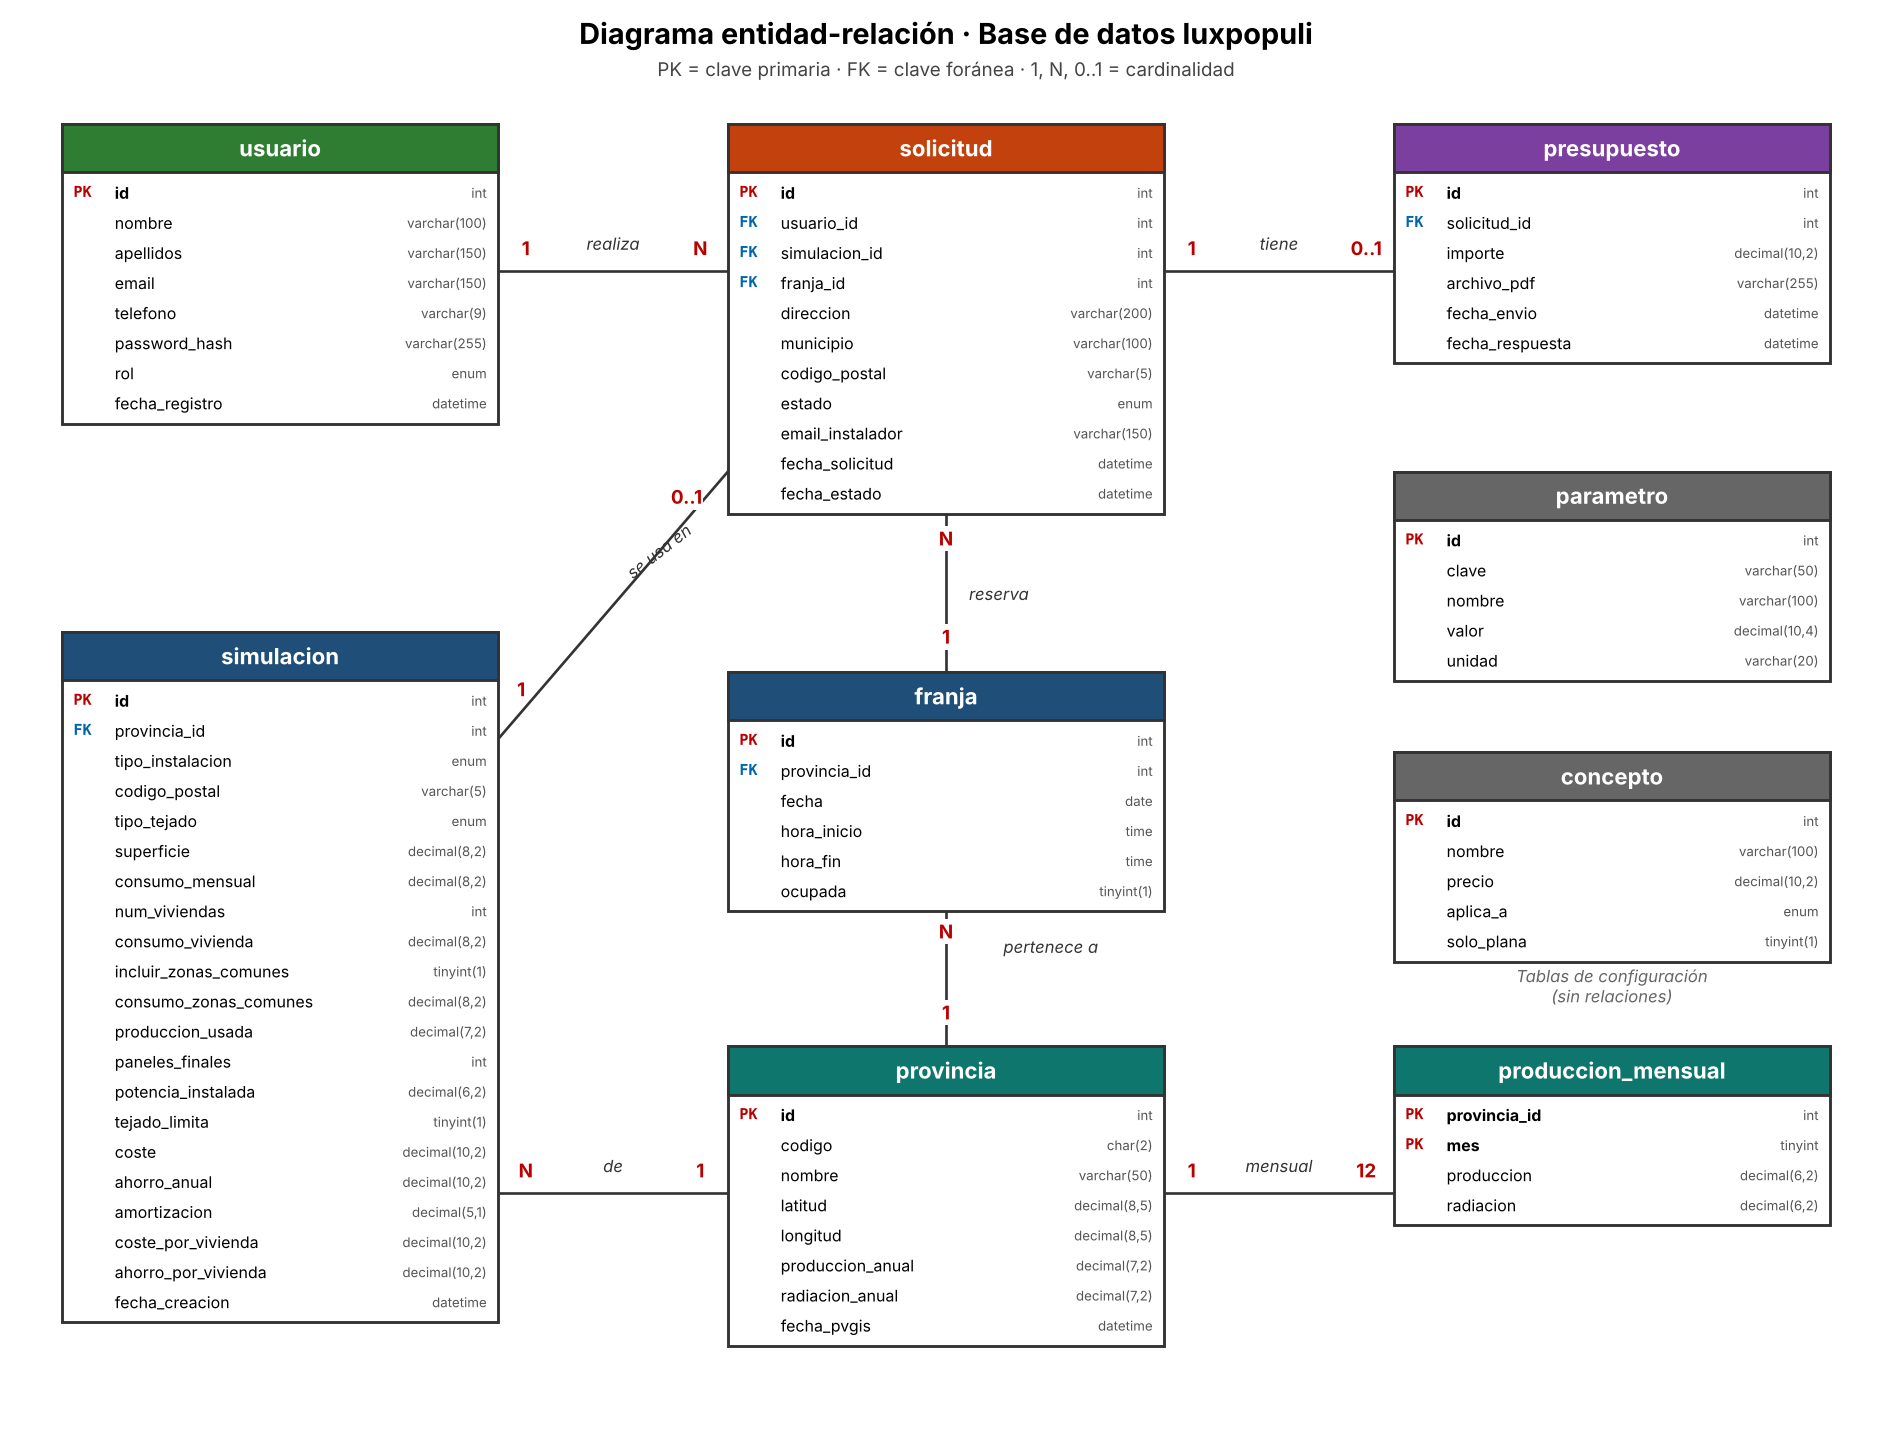 Diagrama entidad-relación · Base de datos luxpopuli
PK = clave primaria · FK = clave foránea · 1, N, 0..1 = cardinalidad
usuario
PK id int
nombre varchar(100)
apellidos varchar(150)
email varchar(150)
telefono varchar(9)
password_hash varchar(255)
rol enum
fecha_registro datetime
1 realiza N
solicitud
PK id int
FK usuario_id int
FK simulacion_id int
FK franja_id int
direccion varchar(200)
municipio varchar(100)
codigo_postal varchar(5)
estado enum
email_instalador varchar(150)
fecha_solicitud datetime
fecha_estado datetime
1 tiene 0..1
presupuesto
PK id int
FK solicitud_id int
importe decimal(10,2)
archivo_pdf varchar(255)
fecha_envio datetime
fecha_respuesta datetime
0..1
se usa en
1
N
reserva
1
parametro
PK id int
clave varchar(50)
nombre varchar(100)
valor decimal(10,4)
unidad varchar(20)
simulacion
PK id int
FK provincia_id int
tipo_instalacion enum
codigo_postal varchar(5)
tipo_tejado enum
superficie decimal(8,2)
consumo_mensual decimal(8,2)
num_viviendas int
consumo_vivienda decimal(8,2)
incluir_zonas_comunes tinyint(1)
consumo_zonas_comunes decimal(8,2)
produccion_usada decimal(7,2)
paneles_finales int
potencia_instalada decimal(6,2)
tejado_limita tinyint(1)
coste decimal(10,2)
ahorro_anual decimal(10,2)
amortizacion decimal(5,1)
coste_por_vivienda decimal(10,2)
ahorro_por_vivienda decimal(10,2)
fecha_creacion datetime
franja
PK id int
FK provincia_id int
fecha date
hora_inicio time
hora_fin time
ocupada tinyint(1)
N
pertenece a
1
concepto
PK id int
nombre varchar(100)
precio decimal(10,2)
aplica_a enum
solo_plana tinyint(1)
Tablas de configuración
(sin relaciones)
N de 1
provincia
PK id int
codigo char(2)
nombre varchar(50)
latitud decimal(8,5)
longitud decimal(8,5)
produccion_anual decimal(7,2)
radiacion_anual decimal(7,2)
fecha_pvgis datetime
1 mensual 12
produccion_mensual
PK provincia_id int
PK mes tinyint
produccion decimal(6,2)
radiacion decimal(6,2)